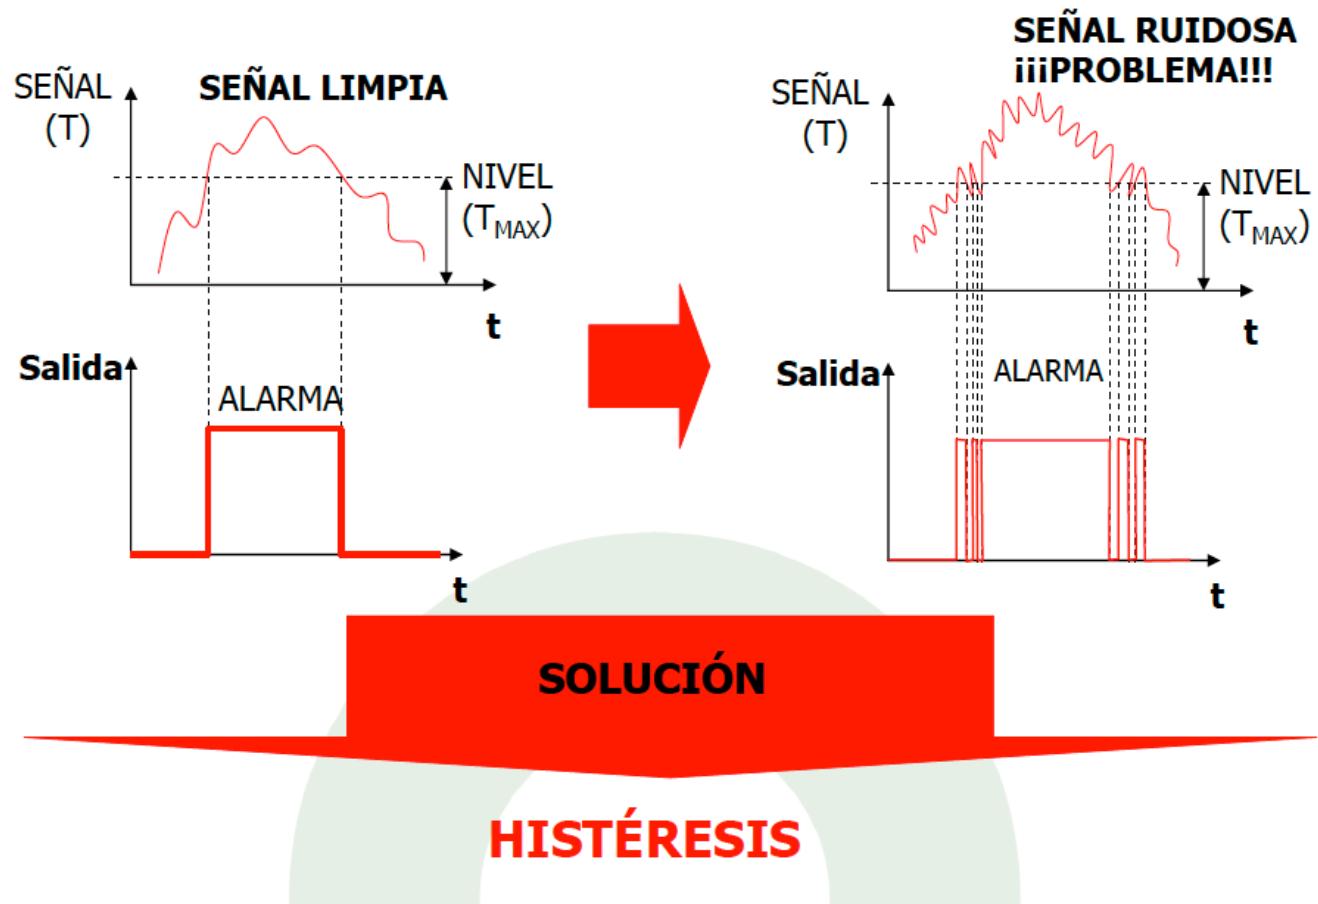 SEÑAL
(T)
SEÑAL LIMPIA
NIVEL
(TMAX)
t
Salida
ALARMA
t
SEÑAL RUIDOSA
¡¡¡PROBLEMA!!!
SEÑAL
(T)
NIVEL
(TMAX)
t
Salida
ALARMA
t
SOLUCIÓN
HISTÉRESIS